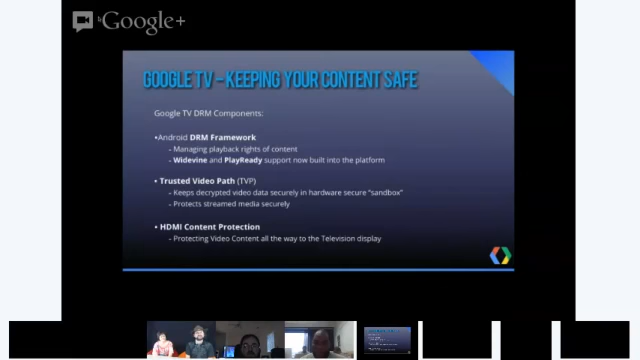 Google+
GOOGLE TV – KEEPING YOUR CONTENT SAFE
Google TV DRM Components:
•Android DRM Framework
- Managing playback rights of content
- Widevine and PlayReady support now built into the platform
• Trusted Video Path (TVP)
- Keeps decrypted video data securely in hardware secure "sandbox"
- Protects streamed media securely
• HDMI Content Protection
- Protecting Video Content all the way to the Television display